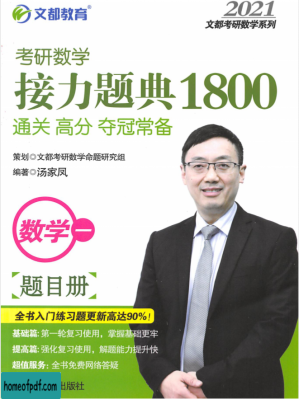 文都教育®
2021
文都考研数学系列
考研数学
接力题典1800
通关 高分 夺冠常备
策划◎文都考研数学命题研究组
编著◎汤家凤
数学一
题目册
全书入门练习题更新高达90%!
基础篇:第一轮复习使用,掌握基础更牢
提高篇:强化复习使用,解题能力提升快
超值服务:全书免费网络答疑
出版社
homeofpdf.com